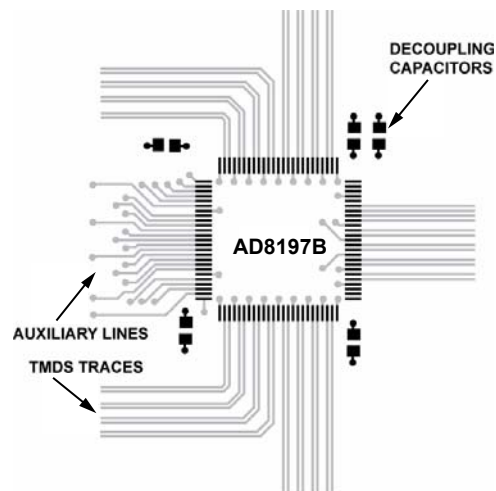 DECOUPLING
CAPACITORS
AD8197B
AUXILIARY LINES
TMDS TRACES